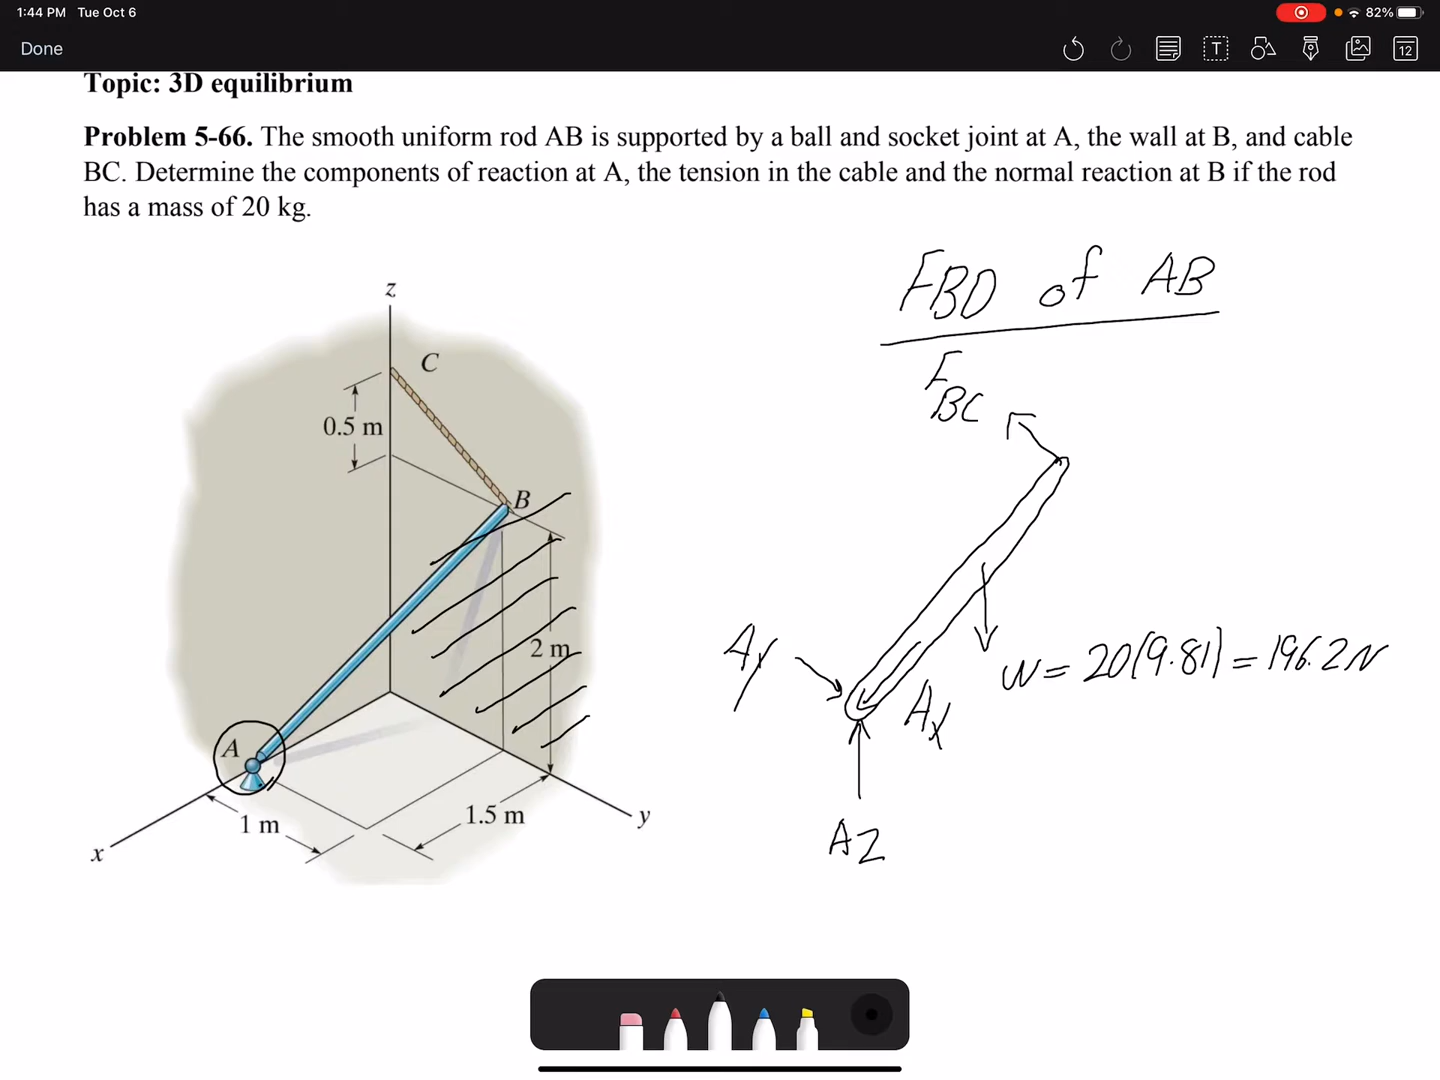 1:44 PM Tue Oct 6
82%
Done
T
12
Topic: 3D equilibrium
Problem 5-66. The smooth uniform rod AB is supported by a ball and socket joint at A, the wall at B, and cable
BC. Determine the components of reaction at A, the tension in the cable and the normal reaction at B if the rod
has a mass of 20 kg.
FBD of AB
z
C
FBC
0.5 m
B
2 m
Ay
W = 20(9.81) = 196.2N
Ax
A
1.5 m
y
1 m
x
AZ